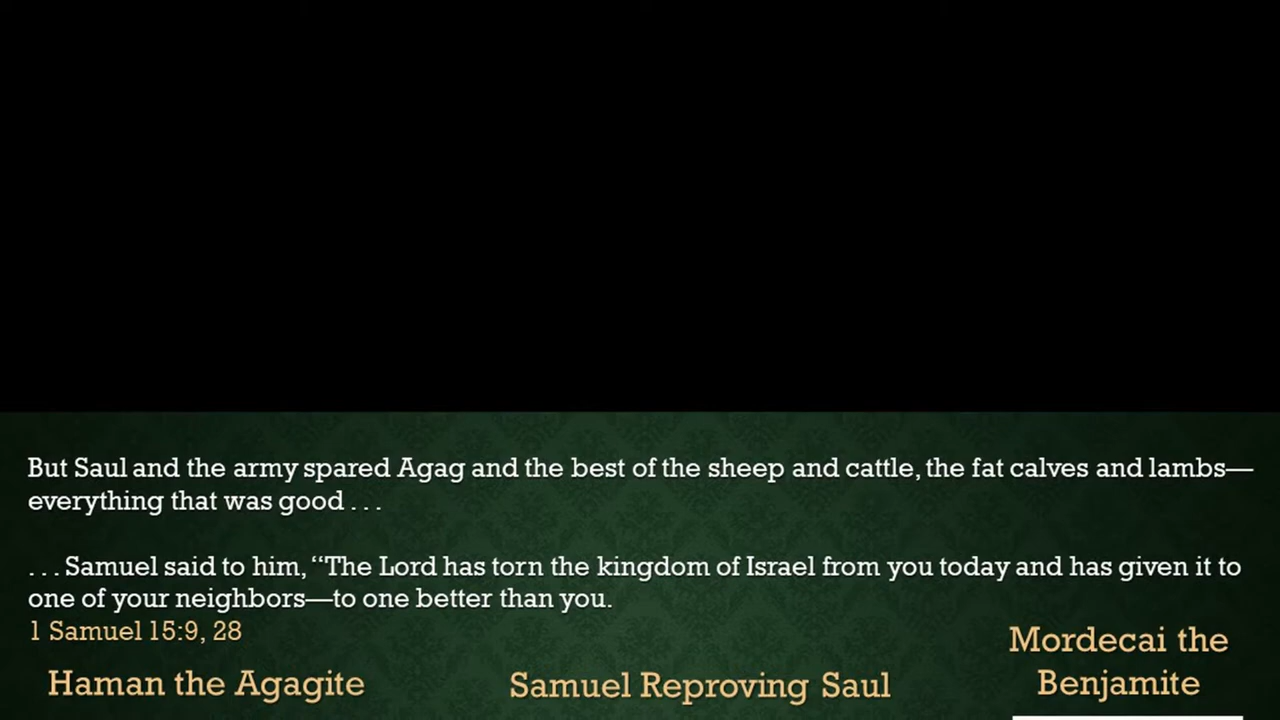 But Saul and the army spared Agag and the best of the sheep and cattle, the fat calves and lambs—
everything that was good . . .
. . . Samuel said to him, “The Lord has torn the kingdom of Israel from you today and has given it to
one of your neighbors—to one better than you.
1 Samuel 15:9, 28
Haman the Agagite
Samuel Reproving Saul
Mordecai the
Benjamite